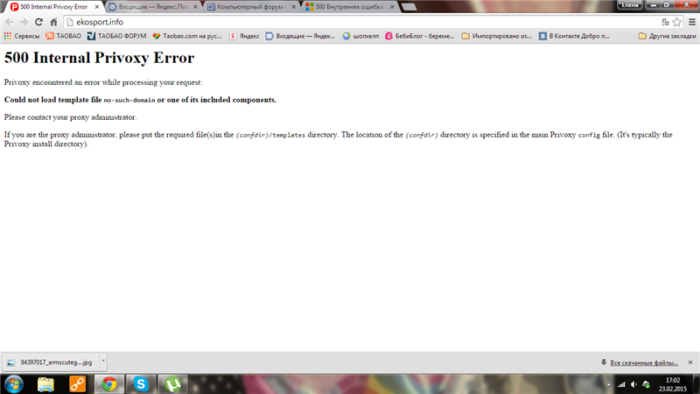 500 Internal Privoxy Error
Входящие — Яндекс.По
Компьютерный форум
500 Внутренняя ошибка
Елена
ekosport.info
Сервисы
TAOBAO
ТАОБАО ФОРУМ
Taobao.com на рус...
Яндекс
Входящие — Яндек...
шопхелп
БебиБлог - береме...
Импортировано из...
В Контакте Добро п...
Другие закладки
500 Internal Privoxy Error
Privoxy encountered an error while processing your request:
Could not load template file no-such-domain or one of its included components.
Please contact your proxy administrator.
If you are the proxy administrator, please put the required file(s)in the (confdir)/templates directory. The location of the (confdir) directory is specified in the main Privoxy config file. (It's typically the
Privoxy install directory).
94397017_armscuteg....jpg
Все скачанные файлы...
17:02
23.02.2015